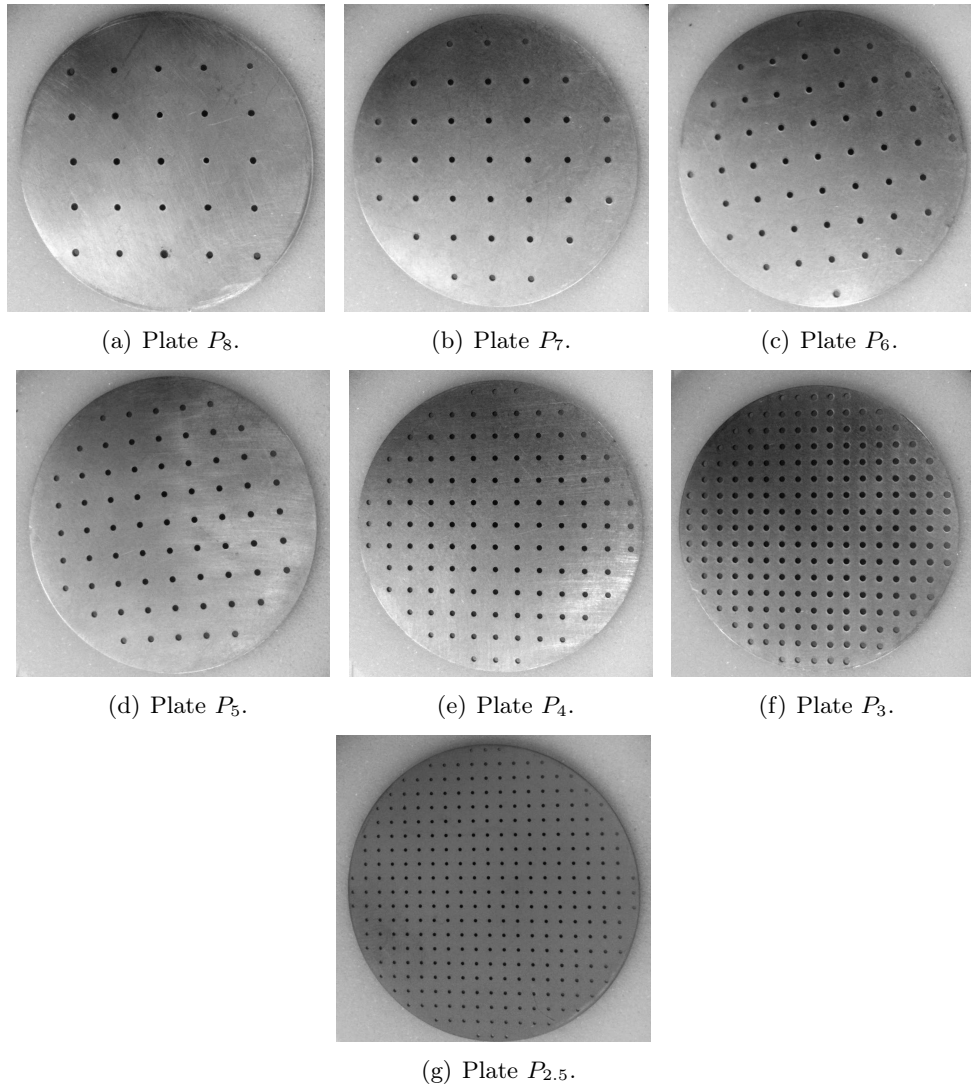 (a) Plate P₈.
(b) Plate P₇.
(c) Plate P₆.
(d) Plate P₅.
(e) Plate P₄.
(f) Plate P₃.
(g) Plate P₂.₅.